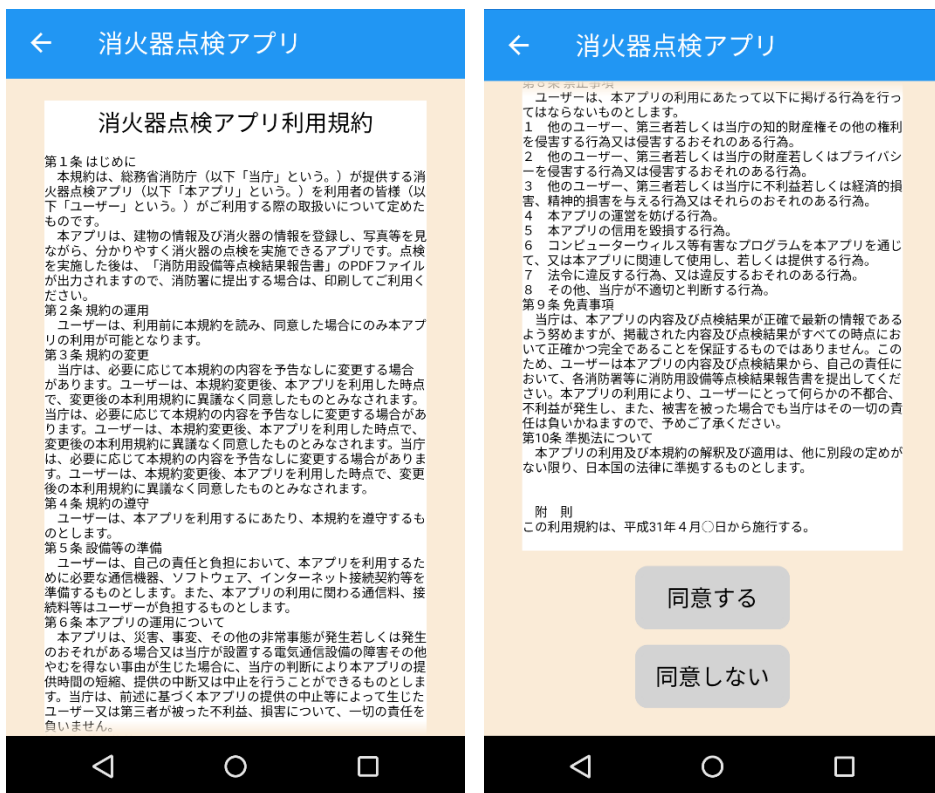 消火器点検アプリ
消火器点検アプリ利用規約
第１条 はじめに
　本規約は、総務省消防庁（以下「当庁」という。）が提供する消
火器点検アプリ（以下「本アプリ」という。）を利用者の皆様（以
下「ユーザー」という。）がご利用する際の取扱いについて定めた
ものです。
　本アプリは、建物の情報及び消火器の情報を登録し、写真等を見
ながら、分かりやすく消火器の点検を実施できるアプリです。点検
を実施した後は、「消防用設備等点検結果報告書」のPDFファイル
が出力されますので、消防署に提出する場合は、印刷してご利用く
ださい。
第２条 規約の運用
　ユーザーは、利用前に本規約を読み、同意した場合にのみ本アプ
リの利用が可能となります。
第３条 規約の変更
　当庁は、必要に応じて本規約の内容を予告なしに変更する場合
があります。ユーザーは、本規約変更後、本アプリを利用した時点
で、変更後の本利用規約に異議なく同意したものとみなされます。
当庁は、必要に応じて本規約の内容を予告なしに変更する場合があ
ります。ユーザーは、本規約変更後、本アプリを利用した時点で、
変更後の本利用規約に異議なく同意したものとみなされます。当庁
は、必要に応じて本規約の内容を予告なしに変更する場合がありま
す。ユーザーは、本規約変更後、本アプリを利用した時点で、変更
後の本利用規約に異議なく同意したものとみなされます。
第４条 規約の遵守
　ユーザーは、本アプリを利用するにあたり、本規約を遵守するも
のとします。
第５条 設備等の準備
　ユーザーは、自己の責任と負担において、本アプリを利用するた
めに必要な通信機器、ソフトウェア、インターネット接続契約等を
準備するものとします。また、本アプリの利用に関わる通信料、接
続料等はユーザーが負担するものとします。
第６条 本アプリの運用について
　本アプリは、災害、事変、その他の非常事態が発生若しくは発生
のおそれがある場合又は当庁が設置する電気通信設備の障害その他
やむを得ない事由が生じた場合に、当庁の判断により本アプリの提
供時間の短縮、提供の中断又は中止を行うことができるものとしま
す。当庁は、前述に基づく本アプリの提供の中止等によって生じた
ユーザー又は第三者が被った不利益、損害について、一切の責任を
負いません。
消火器点検アプリ
第８条 禁止事項
　ユーザーは、本アプリの利用にあたって以下に掲げる行為を行っ
てはならないものとします。
１　他のユーザー、第三者若しくは当庁の知的財産権その他の権利
を侵害する行為又は侵害するおそれのある行為。
２　他のユーザー、第三者若しくは当庁の財産若しくはプライバシ
ーを侵害する行為又は侵害するおそれのある行為。
３　他のユーザー、第三者若しくは当庁に不利益若しくは経済的損
害、精神的損害を与える行為又はそれらのおそれのある行為。
４　本アプリの運営を妨げる行為。
５　本アプリの信用を毀損する行為。
６　コンピューターウィルス等有害なプログラムを本アプリを通じ
て、又は本アプリに関連して使用し、若しくは提供する行為。
７　法令に違反する行為、又は違反するおそれのある行為。
８　その他、当庁が不適切と判断する行為。
第９条 免責事項
　当庁は、本アプリの内容及び点検結果が正確で最新の情報である
よう努めますが、掲載された内容及び点検結果がすべての時点にお
いて正確かつ完全であることを保証するものではありません。この
ため、ユーザーは本アプリの内容及び点検結果から、自己の責任に
おいて、各消防署等に消防用設備等点検結果報告書を提出してくだ
さい。本アプリの利用により、ユーザーにとって何らかの不都合、
不利益が発生し、また、被害を被った場合でも当庁はその一切の責
任は負いかねますので、予めご了承ください。
第10条 準拠法について
　本アプリの利用及び本規約の解釈及び適用は、他に別段の定めが
ない限り、日本国の法律に準拠するものとします。
附　則
この利用規約は、平成31年４月〇日から施行する。
同意する
同意しない